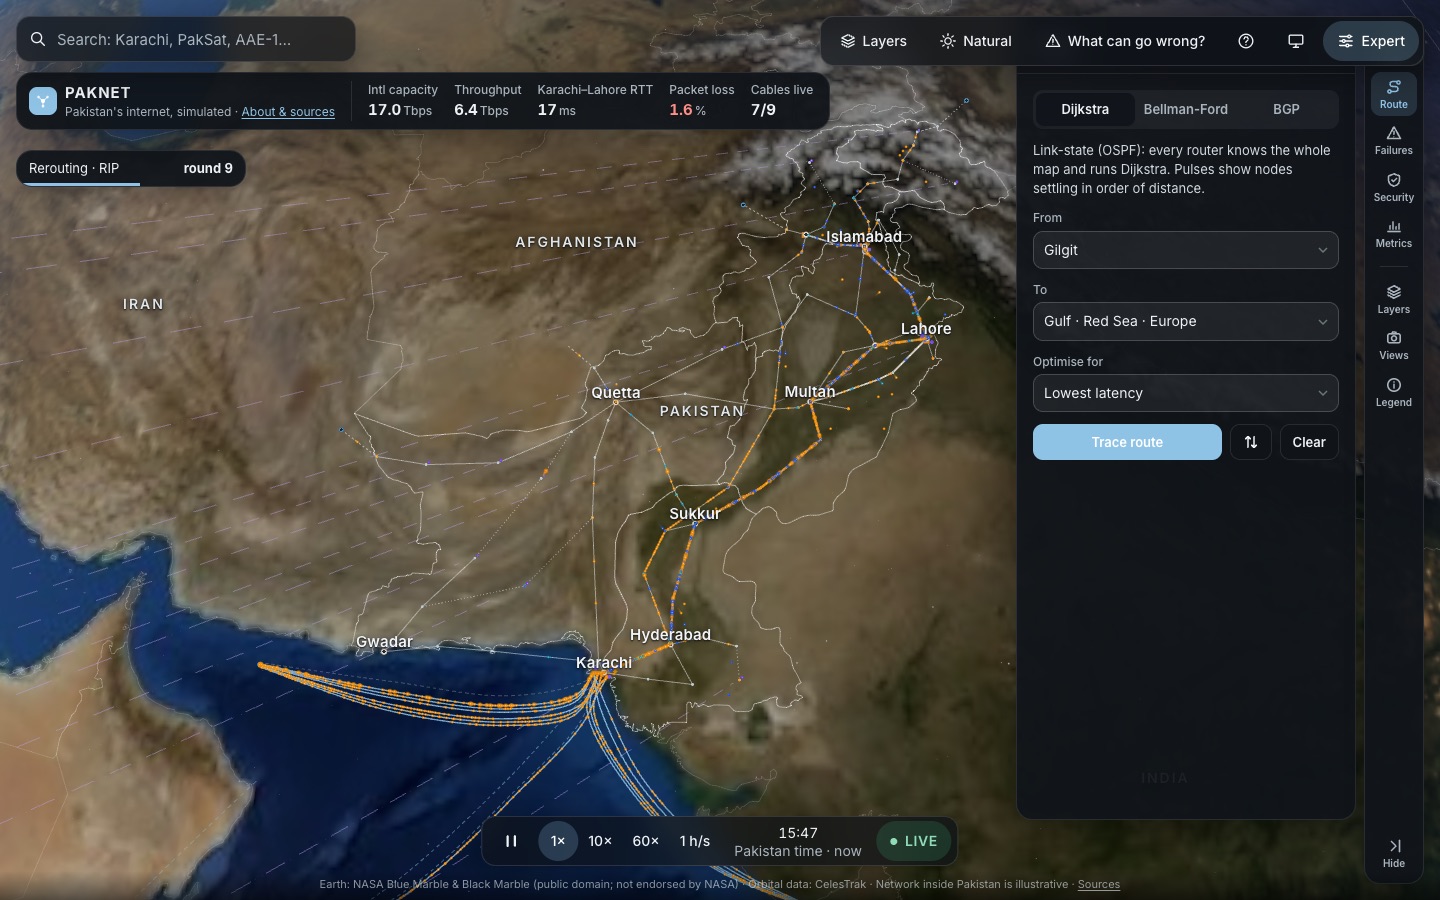 Search: Karachi, PakSat, AAE-1...
Layers
Natural
What can go wrong?
Expert
PAKNET
Pakistan's internet, simulated · About & sources
Intl capacity
17.0 Tbps
Throughput
6.4 Tbps
Karachi–Lahore RTT
17 ms
Packet loss
1.6 %
Cables live
7/9
Rerouting · RIP
round 9
Dijkstra
Bellman-Ford
BGP
Link-state (OSPF): every router knows the whole
map and runs Dijkstra. Pulses show nodes
settling in order of distance.
From
Gilgit
To
Gulf · Red Sea · Europe
Optimise for
Lowest latency
Trace route
Clear
Route
Failures
Security
Metrics
Layers
Views
Legend
Hide
AFGHANISTAN
IRAN
Islamabad
Lahore
Quetta
Multan
PAKISTAN
Sukkur
Hyderabad
Gwadar
Karachi
INDIA
1×
10×
60×
1 h/s
15:47
Pakistan time · now
LIVE
Earth: NASA Blue Marble & Black Marble (public domain; not endorsed by NASA) · Orbital data: CelesTrak · Network inside Pakistan is illustrative · Sources